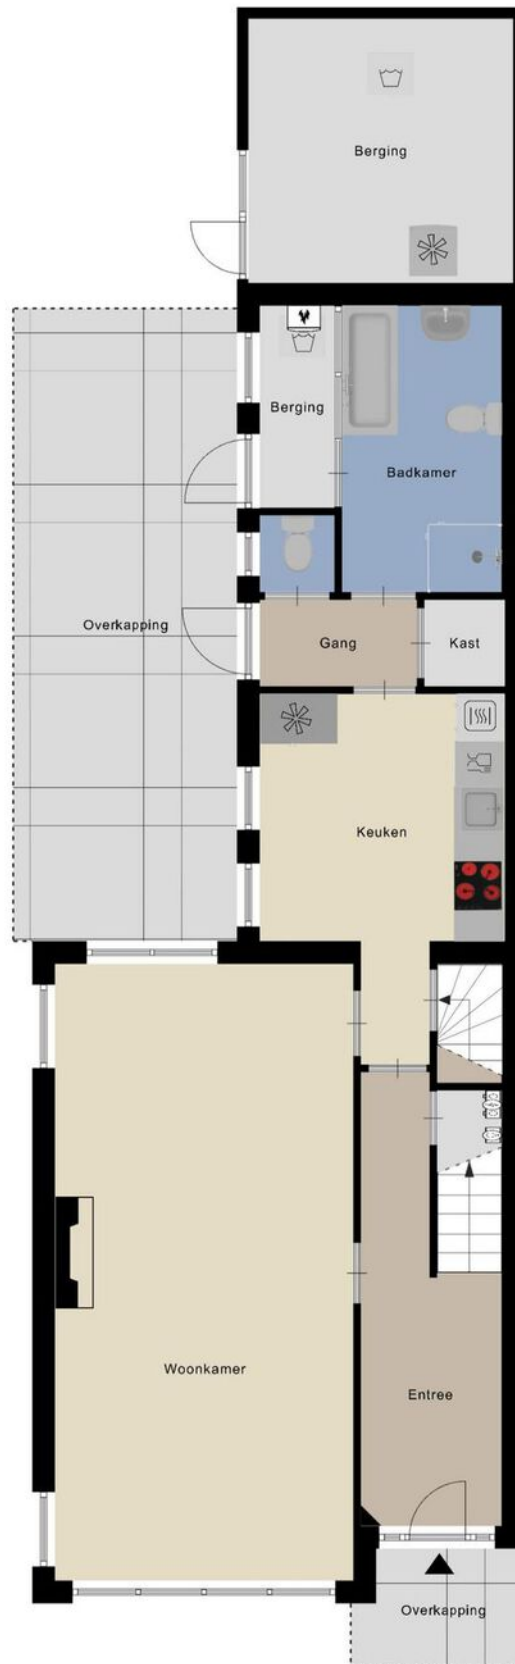 Berging
Berging
Badkamer
Overkapping
Gang
Kast
Keuken
Woonkamer
Entree
Overkapping